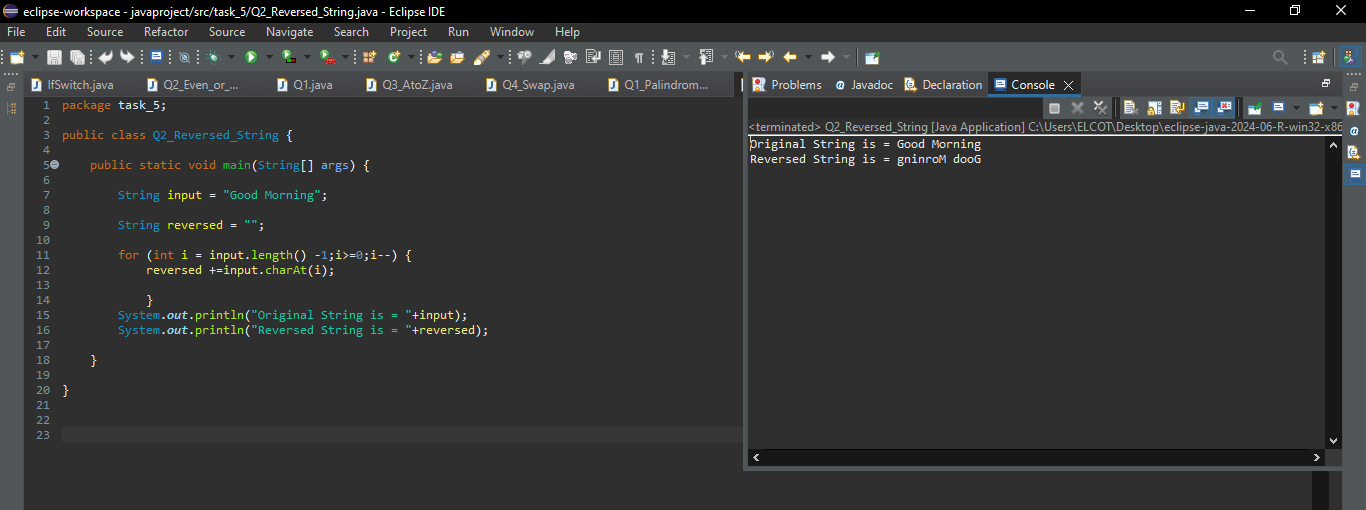 eclipse-workspace - javaproject/src/task_5/Q2_Reversed_String.java - Eclipse IDE
File Edit Source Refactor Source Navigate Search Project Run Window Help
IfSwitch.java Q2_Even_or_... Q1.java Q3_AtoZ.java Q4_Swap.java Q1_Palindrom...
1 package task_5;
2
3 public class Q2_Reversed_String {
4
5 public static void main(String[] args) {
6
7 String input = "Good Morning";
8
9 String reversed = "";
10
11 for (int i = input.length() -1;i>=0;i--) {
12 reversed +=input.charAt(i);
13
14 }
15 System.out.println("Original String is = "+input);
16 System.out.println("Reversed String is = "+reversed);
17
18 }
19
20 }
21
22
23
Problems Javadoc Declaration Console
<terminated> Q2_Reversed_String [Java Application] C:\Users\ELCOT\Desktop\eclipse-java-2024-06-R-win32-x86
Original String is = Good Morning
Reversed String is = gninroM dooG